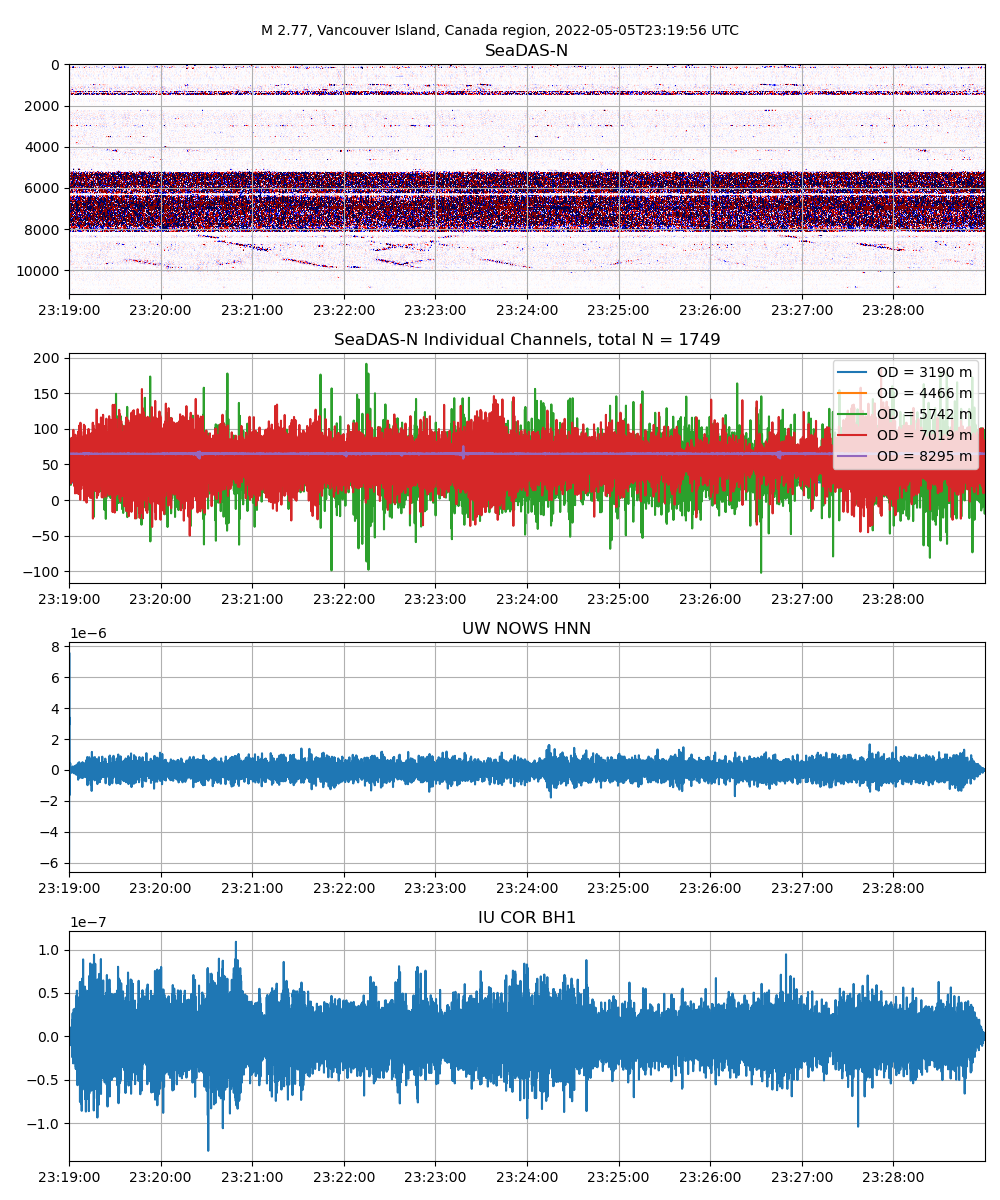 M 2.77, Vancouver Island, Canada region, 2022-05-05T23:19:56 UTC
SeaDAS-N
0
2000
4000
6000
8000
10000
23:19:00 23:20:00 23:21:00 23:22:00 23:23:00 23:24:00 23:25:00 23:26:00 23:27:00 23:28:00
SeaDAS-N Individual Channels, total N = 1749
200
150
100
50
0
−50
−100
OD = 3190 m
OD = 4466 m
OD = 5742 m
OD = 7019 m
OD = 8295 m
23:19:00 23:20:00 23:21:00 23:22:00 23:23:00 23:24:00 23:25:00 23:26:00 23:27:00 23:28:00
UW NOWS HNN
1e−6
8
6
4
2
0
−2
−4
−6
23:19:00 23:20:00 23:21:00 23:22:00 23:23:00 23:24:00 23:25:00 23:26:00 23:27:00 23:28:00
IU COR BH1
1e−7
1.0
0.5
0.0
−0.5
−1.0
23:19:00 23:20:00 23:21:00 23:22:00 23:23:00 23:24:00 23:25:00 23:26:00 23:27:00 23:28:00